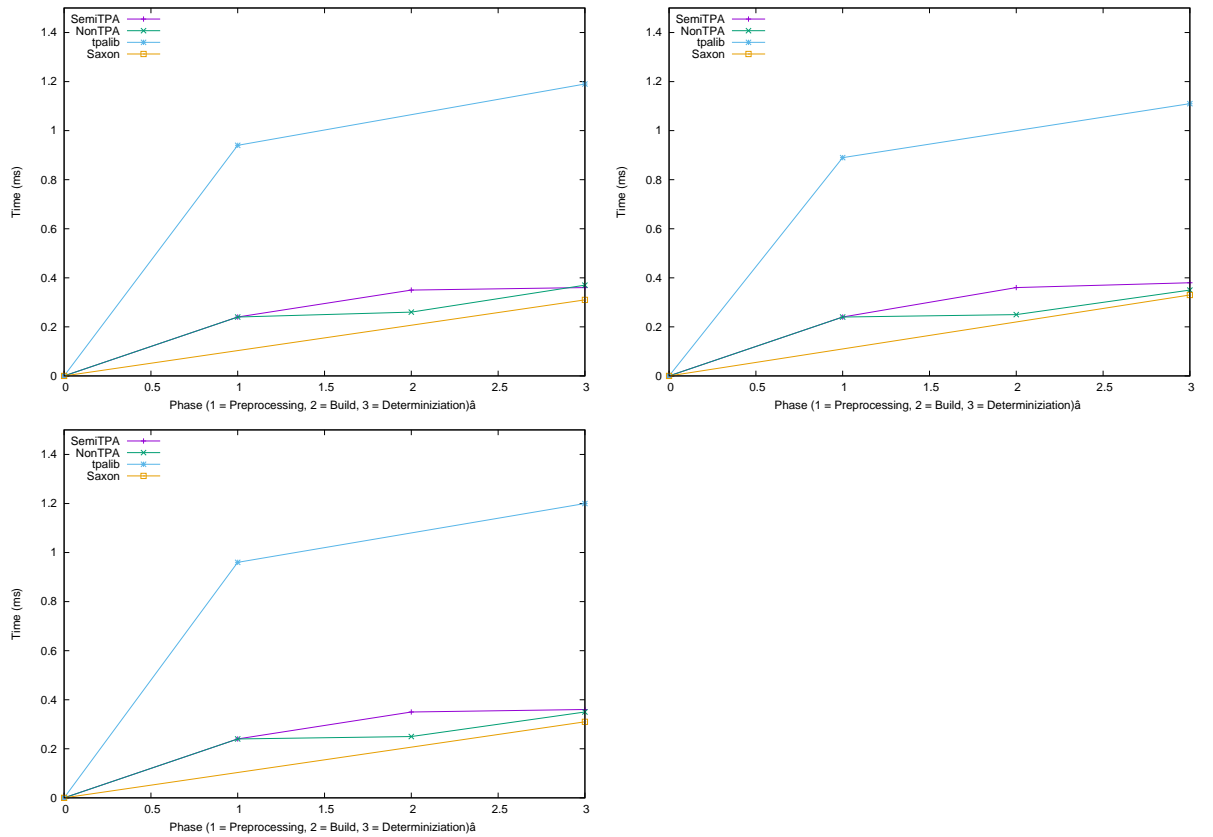 SemiTPA
NonTPA
tpalib
Saxon
1.4
1.2
1
0.8
0.6
0.4
0.2
0
Time (ms)
0 0.5 1 1.5 2 2.5 3
Phase (1 = Preprocessing, 2 = Build, 3 = Determiniziation)â
SemiTPA
NonTPA
tpalib
Saxon
1.4
1.2
1
0.8
0.6
0.4
0.2
0
Time (ms)
0 0.5 1 1.5 2 2.5 3
Phase (1 = Preprocessing, 2 = Build, 3 = Determiniziation)â
SemiTPA
NonTPA
tpalib
Saxon
1.4
1.2
1
0.8
0.6
0.4
0.2
0
Time (ms)
0 0.5 1 1.5 2 2.5 3
Phase (1 = Preprocessing, 2 = Build, 3 = Determiniziation)â